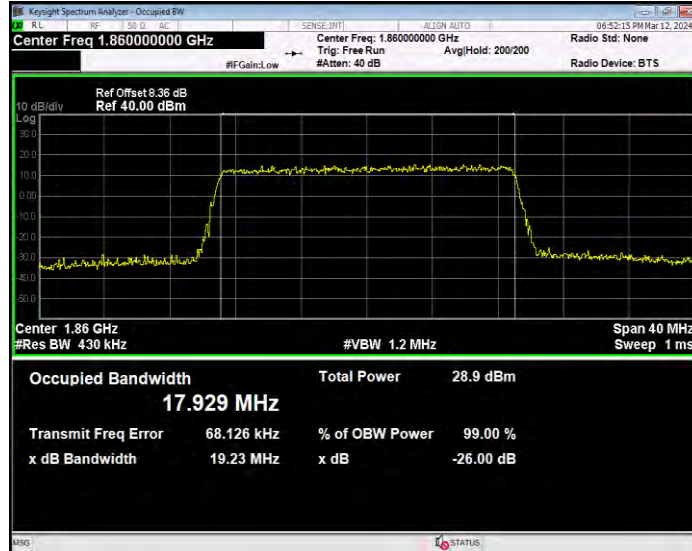 Keysight Spectrum Analyzer - Occupied BW
RL RF 50 Ω AC SENSE:INT ALIGN AUTO 06:52:15 PM Mar 12, 2024
Center Freq 1.860000000 GHz Center Freq: 1.860000000 GHz Radio Std: None
Trig: Free Run Avg|Hold: 200/200
#IFGain:Low #Atten: 40 dB Radio Device: BTS
Ref Offset 8.36 dB
10 dB/div Ref 40.00 dBm
Log
30.0
20.0
10.0
0.00
-10.0
-20.0
-30.0
-40.0
-50.0
Center 1.86 GHz Span 40 MHz
#Res BW 430 kHz #VBW 1.2 MHz Sweep 1 ms
Occupied Bandwidth Total Power 28.9 dBm
17.929 MHz
Transmit Freq Error 68.126 kHz % of OBW Power 99.00 %
x dB Bandwidth 19.23 MHz x dB -26.00 dB
MSG STATUS